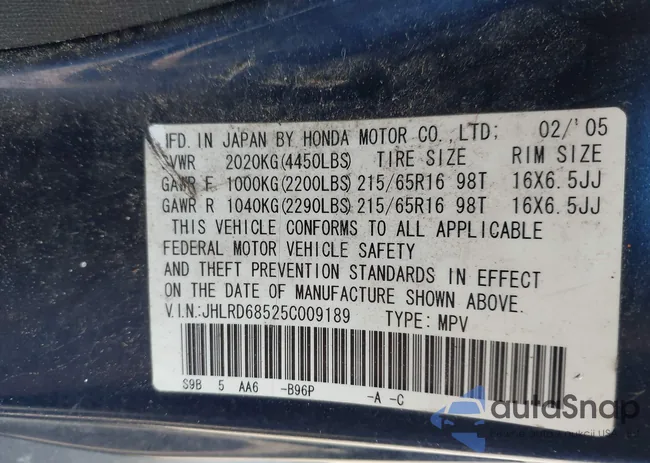 MFD. IN JAPAN BY HONDA MOTOR CO.,LTD; 02/'05
GVWR 2020KG(4450LBS) TIRE SIZE RIM SIZE
GAWR F 1000KG(2200LBS) 215/65R16 98T 16X6.5JJ
GAWR R 1040KG(2290LBS) 215/65R16 98T 16X6.5JJ
THIS VEHICLE CONFORMS TO ALL APPLICABLE
FEDERAL MOTOR VEHICLE SAFETY
AND THEFT PREVENTION STANDARDS IN EFFECT
ON THE DATE OF MANUFACTURE SHOWN ABOVE.
V.I.N:JHLRD68525C009189 TYPE: MPV
S9B 5 AA6 -B96P -A -C
autoSnap